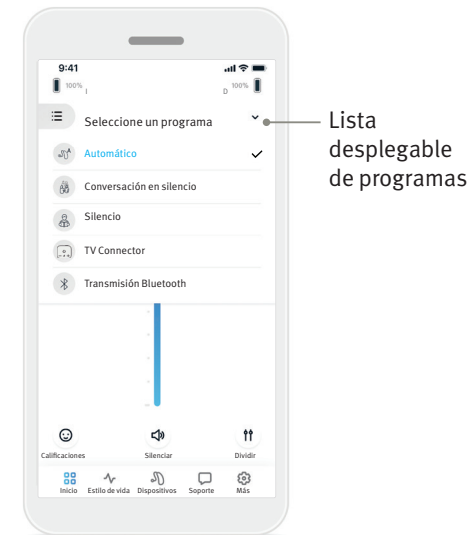 9:41
100% I
D 100%
Seleccione un programa
Automático
Conversación en silencio
Silencio
TV Connector
Transmisión Bluetooth
Calificaciones Silenciar Dividir
Inicio Estilo de vida Dispositivos Soporte Más
Lista
desplegable
de programas